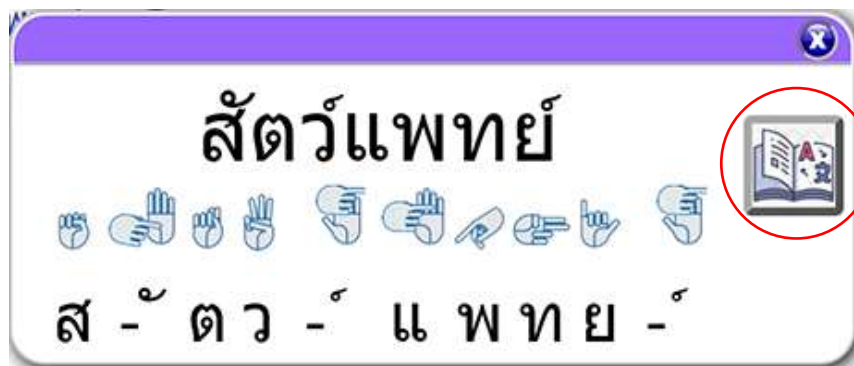 สัตว์แพทย์
ส -ั ต ว -์ แ พ ท ย -์